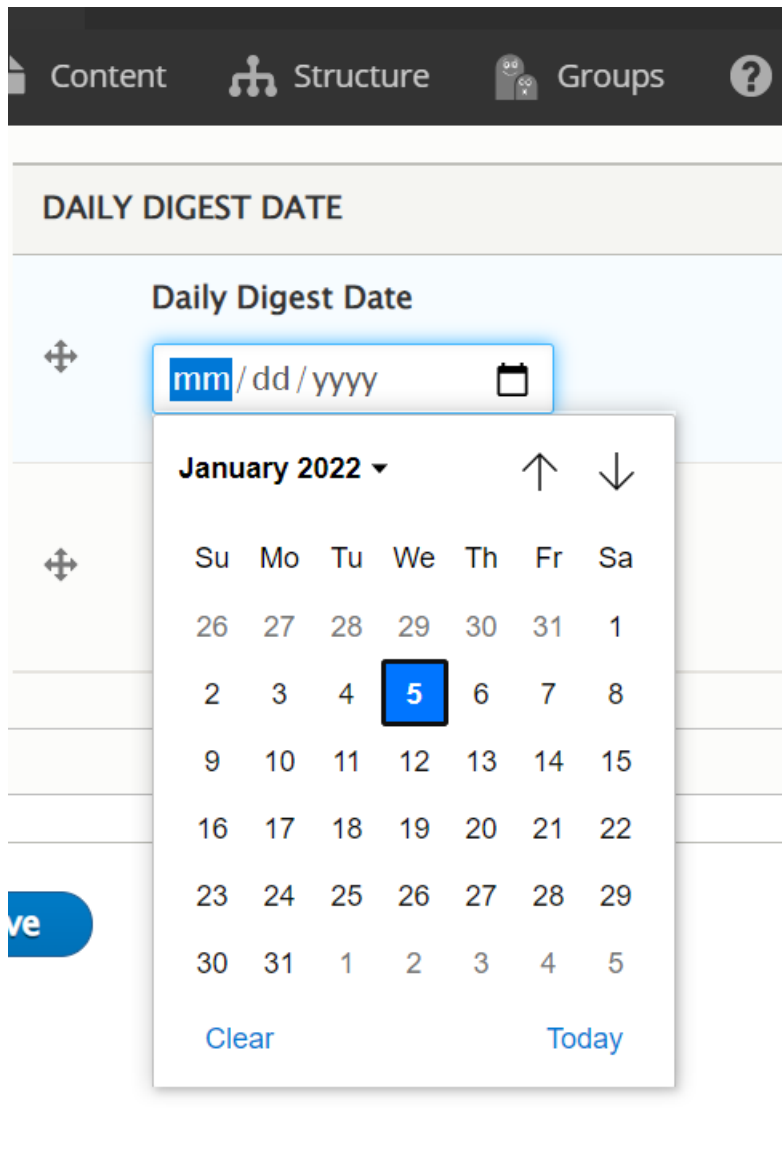 Content Structure Groups ?
DAILY DIGEST DATE
Daily Digest Date
mm/dd/yyyy
January 2022
Su Mo Tu We Th Fr Sa
26 27 28 29 30 31 1
2 3 4 5 6 7 8
9 10 11 12 13 14 15
16 17 18 19 20 21 22
23 24 25 26 27 28 29
ve
30 31 1 2 3 4 5
Clear Today